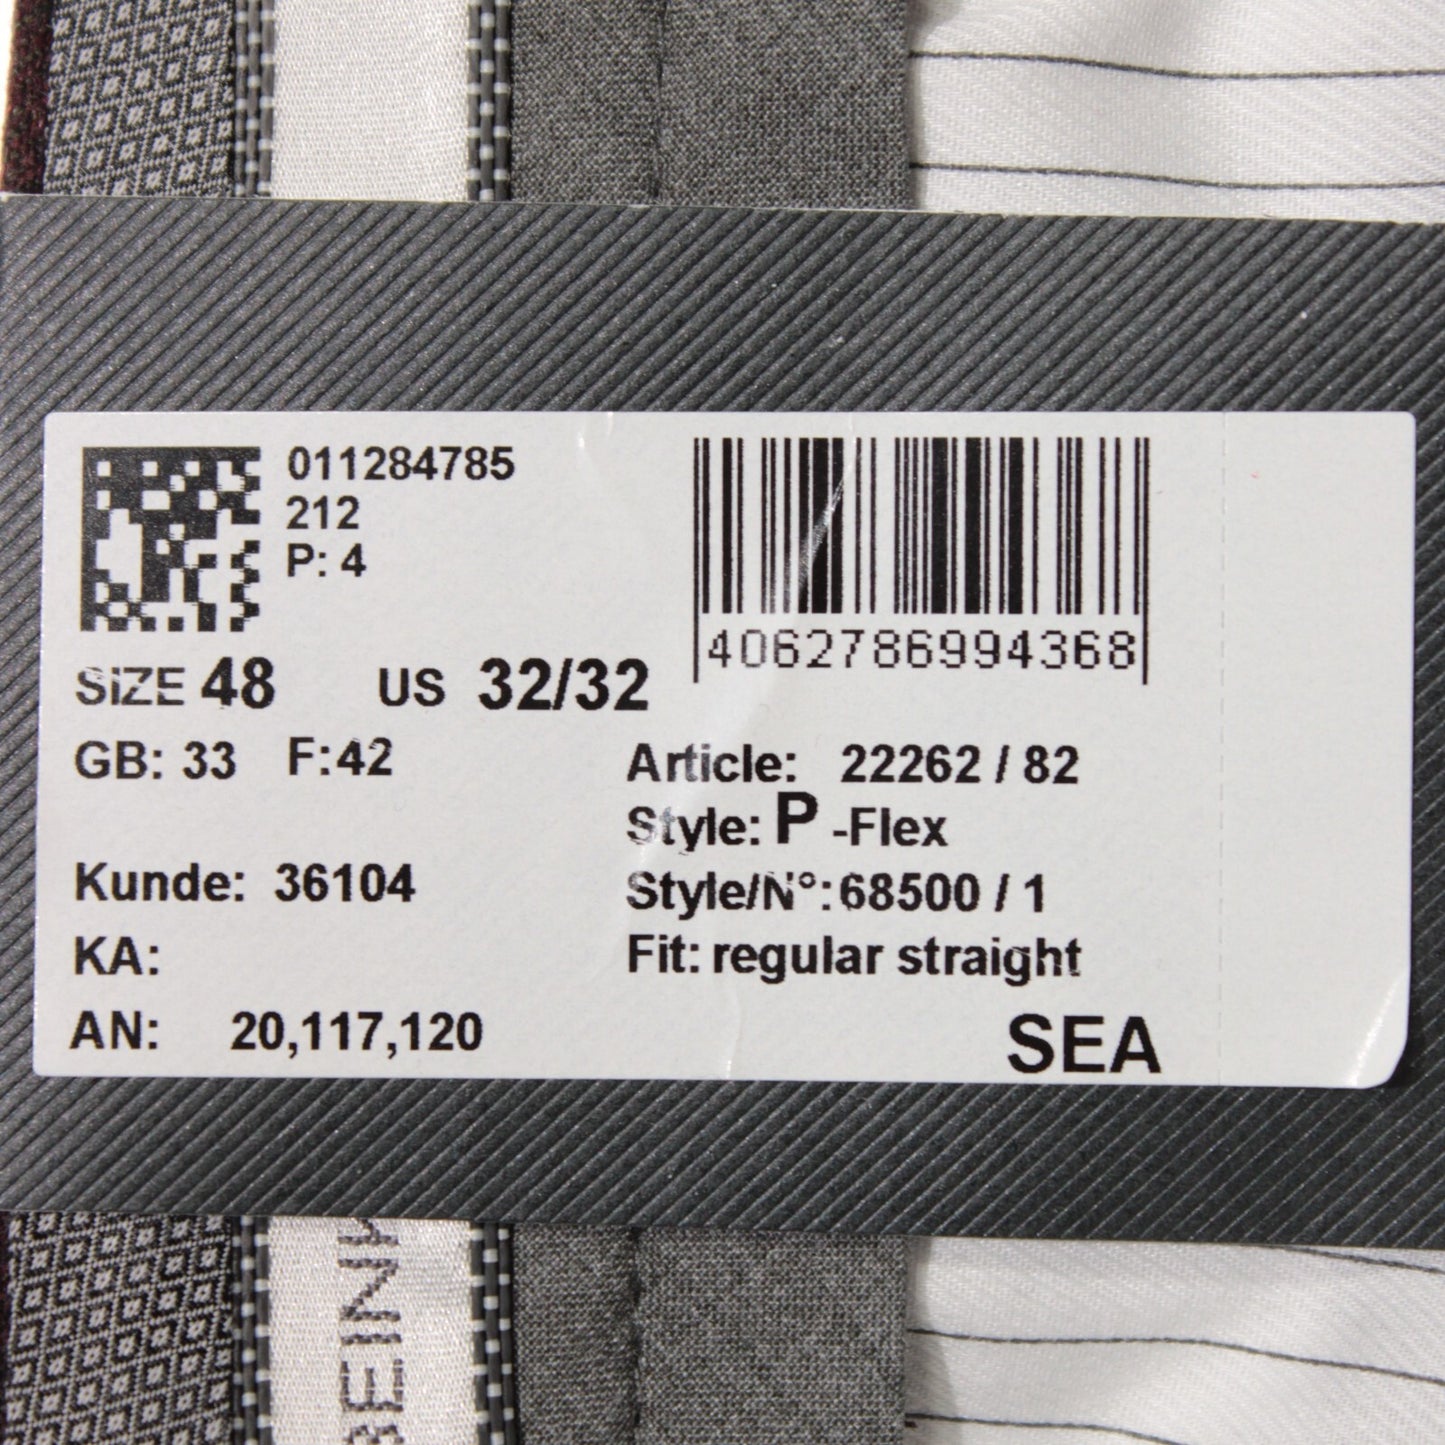 011284785
212
P: 4
4062786994368
SIZE 48 US 32/32
GB: 33 F:42
Article: 22262 / 82
Style: P -Flex
Kunde: 36104
Style/N°: 68500 / 1
KA:
Fit: regular straight
AN: 20,117,120
SEA